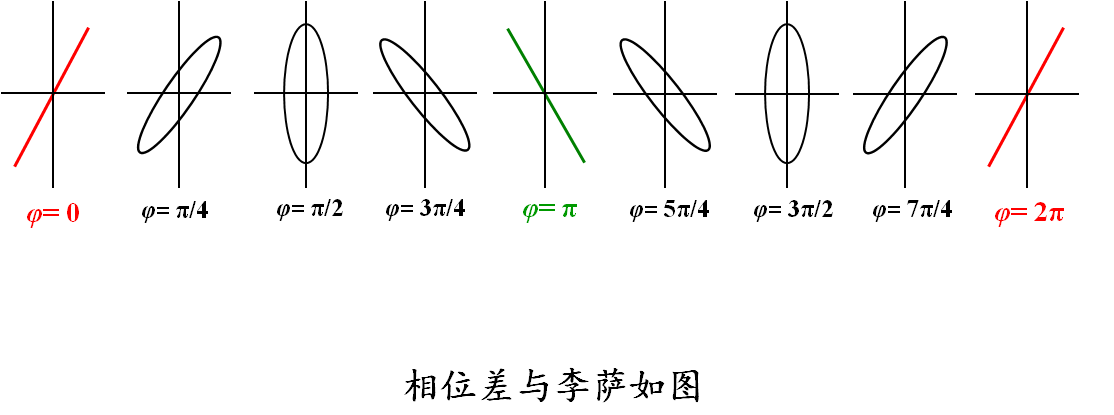 φ= 0 φ= π/4 φ= π/2 φ= 3π/4 φ= π φ= 5π/4 φ= 3π/2 φ= 7π/4 φ= 2π
相位差与李萨如图